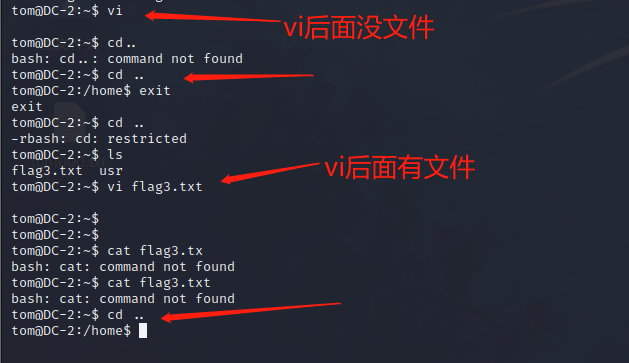 tom@DC-2:~$ vi
vi后面没文件
tom@DC-2:~$ cd..
bash: cd..: command not found
tom@DC-2:~$ cd ..
tom@DC-2:/home$ exit
exit
tom@DC-2:~$ cd ..
-rbash: cd: restricted
tom@DC-2:~$ ls
flag3.txt  usr
vi后面有文件
tom@DC-2:~$ vi flag3.txt
tom@DC-2:~$
tom@DC-2:~$
tom@DC-2:~$ cat flag3.tx
bash: cat: command not found
tom@DC-2:~$ cat flag3.txt
bash: cat: command not found
tom@DC-2:~$ cd ..
tom@DC-2:/home$